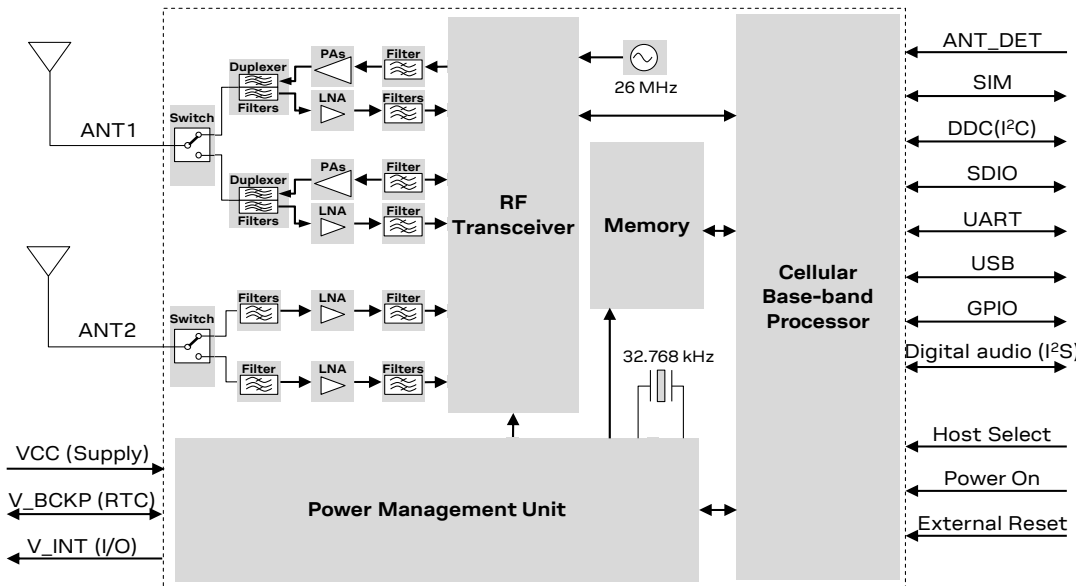 PAs
Filter
Duplexer
Filters
LNA
Filters
Switch
ANT1
PAs
Filter
Duplexer
Filters
LNA
Filter
26 MHz
RF
Transceiver
Memory
Cellular
Base-band
Processor
ANT_DET
SIM
DDC(I²C)
SDIO
UART
USB
GPIO
Digital audio (I²S)
Filters
LNA
Filter
Switch
ANT2
Filter
LNA
Filters
32.768 kHz
Host Select
Power On
External Reset
VCC (Supply)
V_BCKP (RTC)
V_INT (I/O)
Power Management Unit